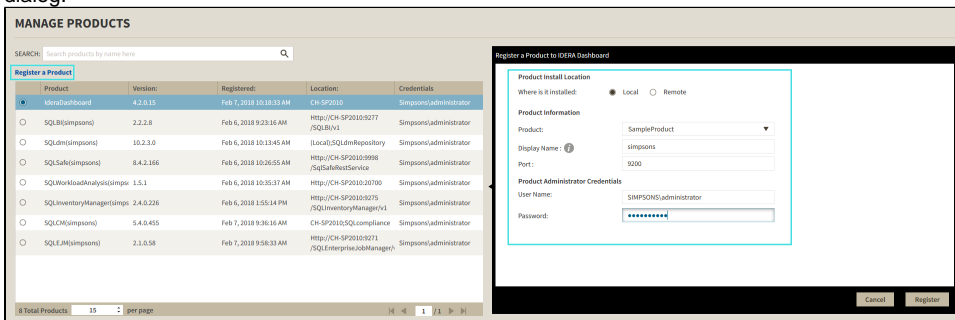 dialog.
MANAGE PRODUCTS
SEARCH: Search products by name here
Register a Product
Product Version: Registered: Location: Credentials
IderaDashboard 4.2.0.15 Feb 7, 2018 10:18:33 AM CH-SP2010 Simpsons\administrator
SQLBI(simpsons) 2.2.2.8 Feb 6, 2018 9:23:16 AM Http://CH-SP2010:9277 /SQLBI/v1 Simpsons\administrator
SQLdm(simpsons) 10.2.3.0 Feb 6, 2018 10:13:45 AM (Local);SQLdmRepository Simpsons\administrator
SQLSafe(simpsons) 8.4.2.166 Feb 6, 2018 10:26:55 AM Http://CH-SP2010:9998 /SqlSafeRestService Simpsons\administrator
SQLWorkloadAnalysis(simpso 1.5.1 Feb 6, 2018 10:35:37 AM Http://CH-SP2010:20700 Simpsons\administrator
SQLInventoryManager(simps 2.4.0.226 Feb 6, 2018 1:55:14 PM Http://CH-SP2010:9275 /SQLInventoryManager/v1 Simpsons\administrator
SQLCM(simpsons) 5.4.0.455 Feb 7, 2018 9:36:16 AM CH-SP2010;SQLcompliance Simpsons\administrator
SQLEJM(simpsons) 2.1.0.58 Feb 7, 2018 9:58:33 AM Http://CH-SP2010:9271 /SQLEnterpriseJobManager/ Simpsons\administrator
8 Total Products 15 per page 1 / 1
Register a Product to IDERA Dashboard
Product Install Location
Where is it installed: Local Remote
Product Information
Product: SampleProduct
Display Name : i simpsons
Port : 9200
Product Administrator Credentials
User Name: SIMPSONS\administrator
Password: ••••••••••
Cancel Register